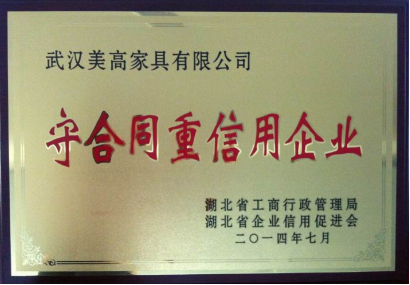 武汉美高家具有限公司
守合同重信用企业
湖北省工商行政管理局
湖北省企业信用促进会
二〇一四年七月